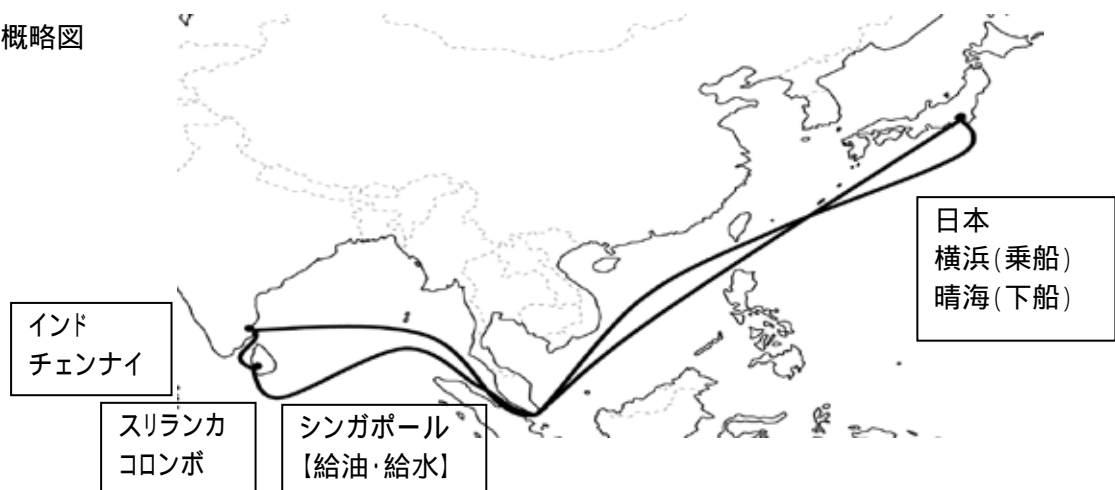 概略図
日本
横浜(乗船)
晴海(下船)
インド
チェンナイ
スリランカ
コロンボ
シンガポール
【給油・給水】